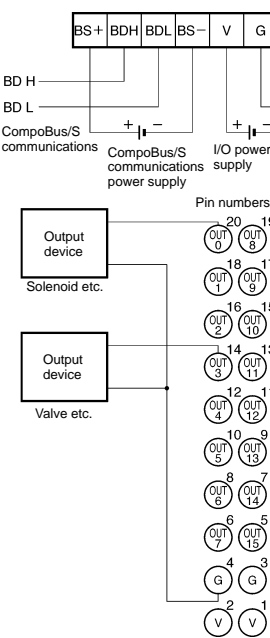 BS+ BDH BDL BS− V G
BD H
BD L
CompoBus/S
communications
+ −
CompoBus/S
communications
power supply
+ −
I/O power
supply
Pin numbers
Output
device
Solenoid etc.
Output
device
Valve etc.
20 19
OUT 0 OUT 8
18 17
OUT 1 OUT 9
16 15
OUT 2 OUT 10
14 13
OUT 3 OUT 11
12 11
OUT 4 OUT 12
10 9
OUT 5 OUT 13
8 7
OUT 6 OUT 14
6 5
OUT 7 OUT 15
4 3
G G
2 1
V V